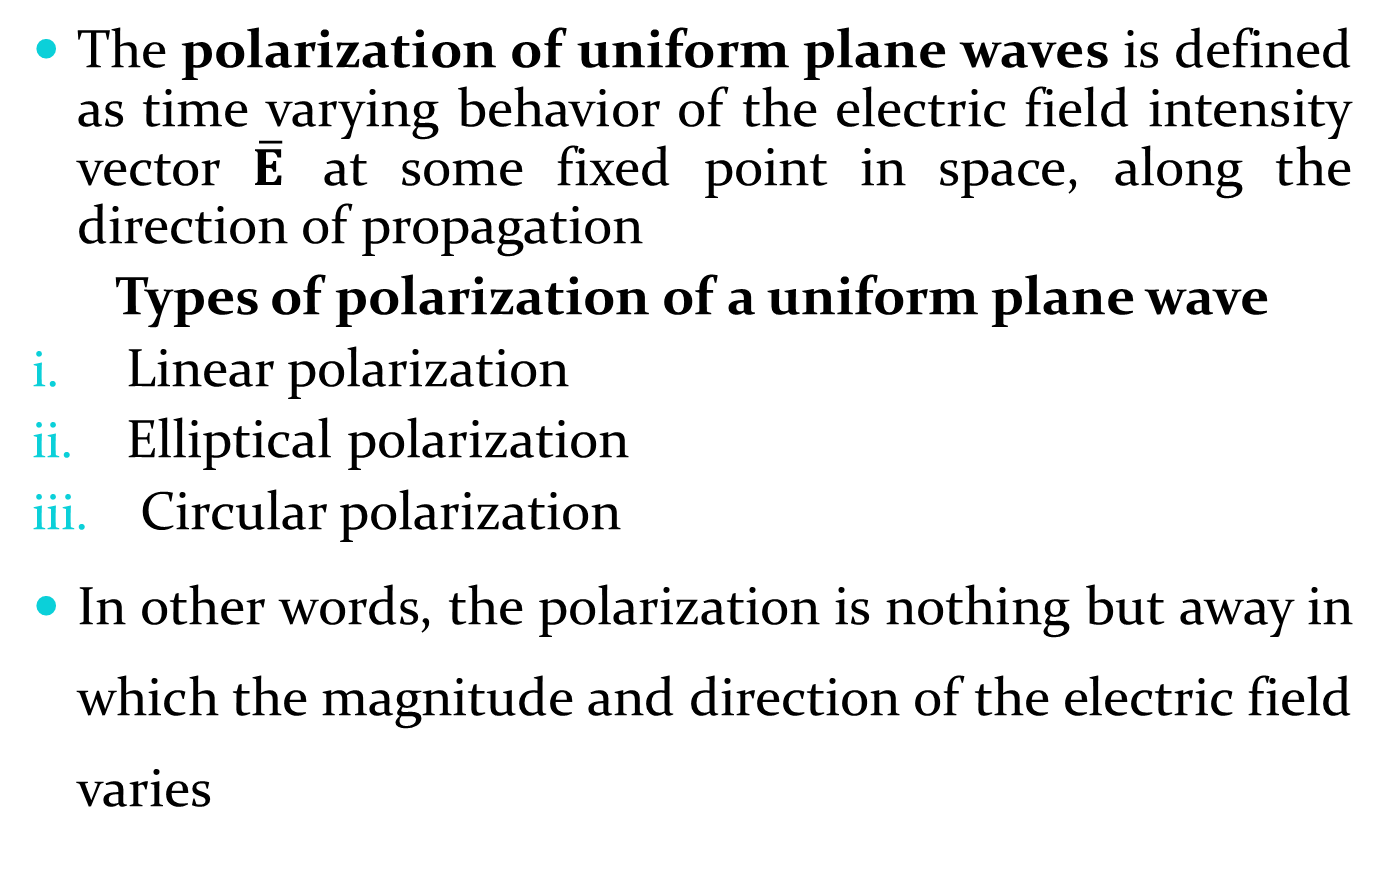 • The polarization of uniform plane waves is defined
as time varying behavior of the electric field intensity
vector E̅ at some fixed point in space, along the
direction of propagation
Types of polarization of a uniform plane wave
i. Linear polarization
ii. Elliptical polarization
iii. Circular polarization
• In other words, the polarization is nothing but away in
which the magnitude and direction of the electric field
varies